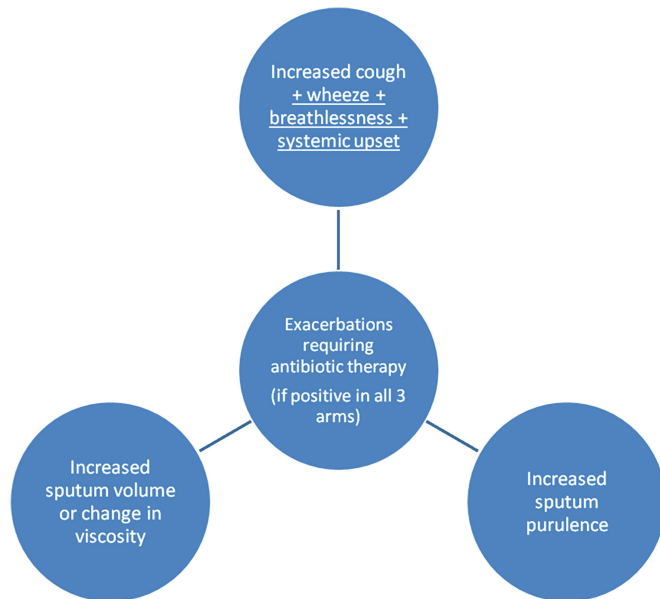 Increased cough
+ wheeze +
breathlessness +
systemic upset
Exacerbations
requiring
antibiotic therapy
(if positive in all 3
arms)
Increased
sputum volume
or change in
viscosity
Increased
sputum
purulence